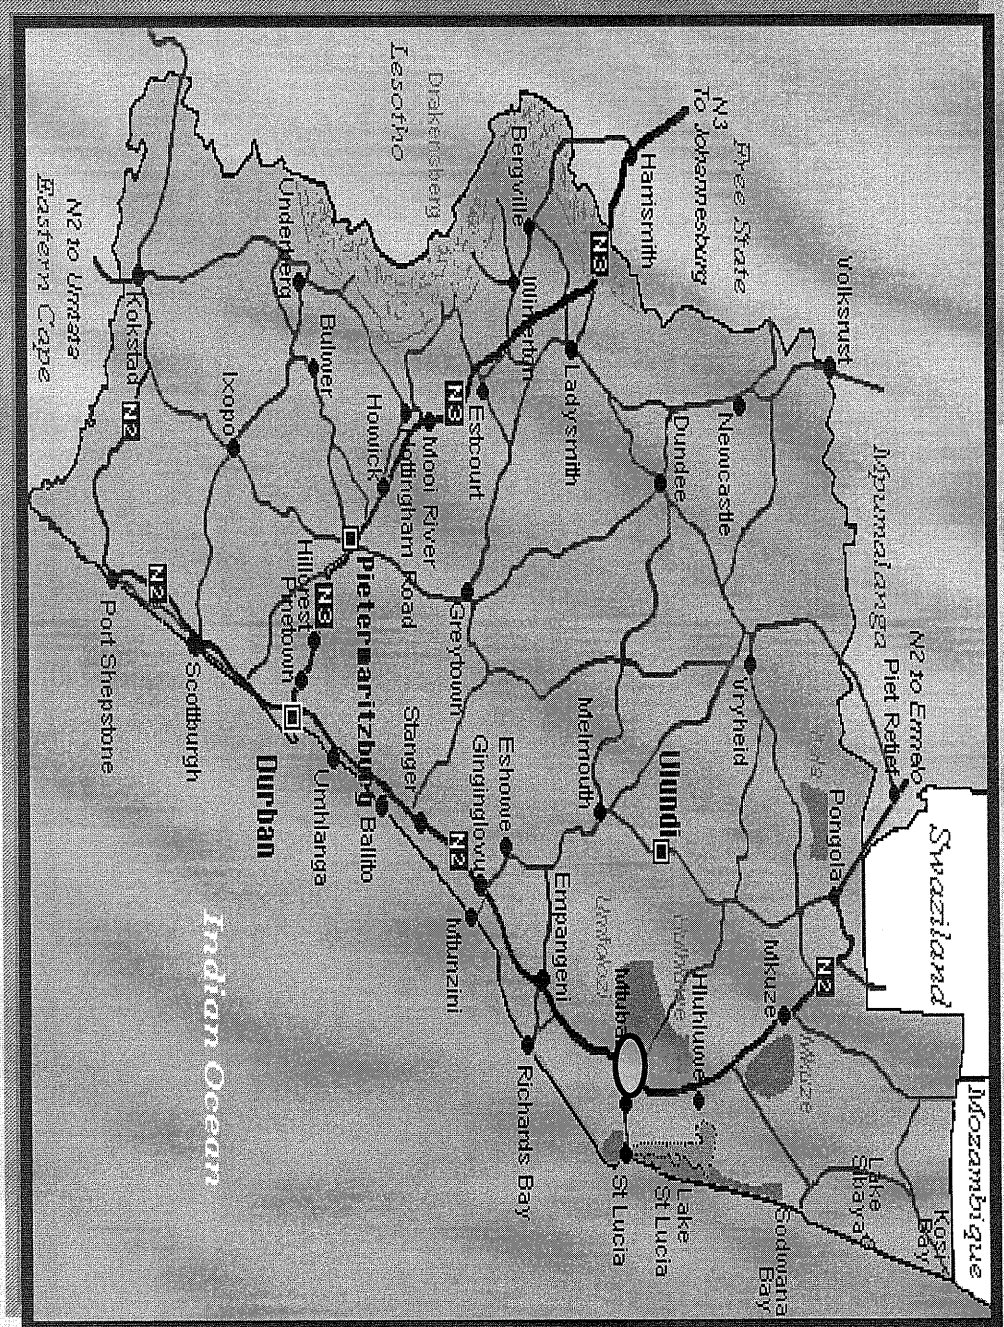 Mozambique
Swaziland
Kosi
Bay
N2 to Ermelo
Piet Retief
Mpumalanga
Lake
Sibaya
Volksrust
Pongola
N2
Mkuze
Mkuze
Sodwana
Bay
Free State
Vryheid
Newcastle
N3
To Johannesburg
Hluhluwe
Dundee
Ulundi
Lake
St Lucia
Harrismith
N3
Umfolozi
Mtuba
St Lucia
Melmoth
Ladysmith
Empangeni
Bergville
Winterton
Richards Bay
Eshowe
Gingindlovu
Estcourt
N3
Greytown
N2
Mtunzini
Drakensberg
Mooi River
Nottingham Road
Stanger
Lesotho
Howick
Pietermaritzburg
Ballito
Bulwer
N3
Umhlanga
Underberg
Hillcrest
Pinetown
Durban
Ixopo
Indian Ocean
Scottburgh
N2
Kokstad
N2
Port Shepstone
N2 to Umtata
Eastern Cape